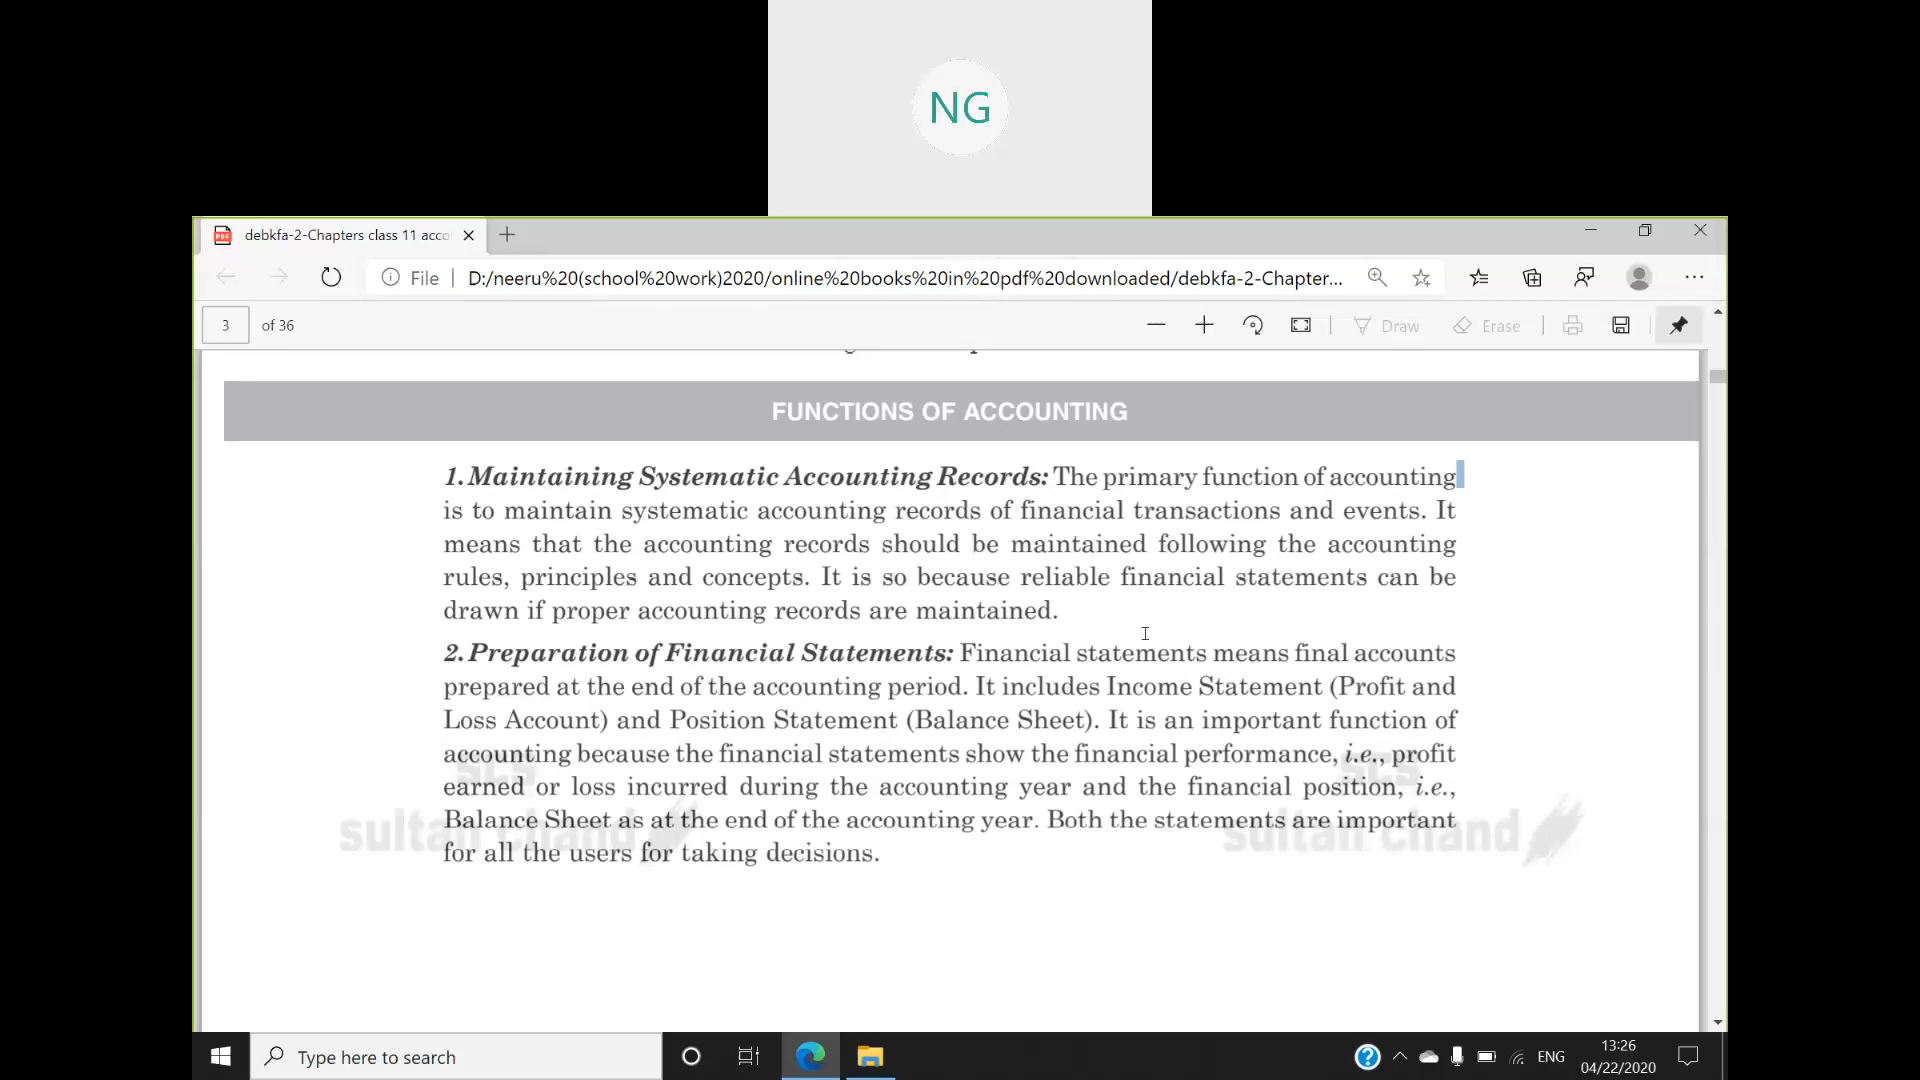 NG
debkfa-2-Chapters class 11 acco
File
D:/neeru%20(school%20work)2020/online%20books%20in%20pdf%20downloaded/debkfa-2-Chapter...
3 of 36
Draw
Erase
FUNCTIONS OF ACCOUNTING
1. Maintaining Systematic Accounting Records: The primary function of accounting
is to maintain systematic accounting records of financial transactions and events. It
means that the accounting records should be maintained following the accounting
rules, principles and concepts. It is so because reliable financial statements can be
drawn if proper accounting records are maintained.
2. Preparation of Financial Statements: Financial statements means final accounts
prepared at the end of the accounting period. It includes Income Statement (Profit and
Loss Account) and Position Statement (Balance Sheet). It is an important function of
accounting because the financial statements show the financial performance, i.e., profit
earned or loss incurred during the accounting year and the financial position, i.e.,
Balance Sheet as at the end of the accounting year. Both the statements are important
for all the users for taking decisions.
scs
sultan chand
scs
sultan chand
Type here to search
ENG
13:26
04/22/2020